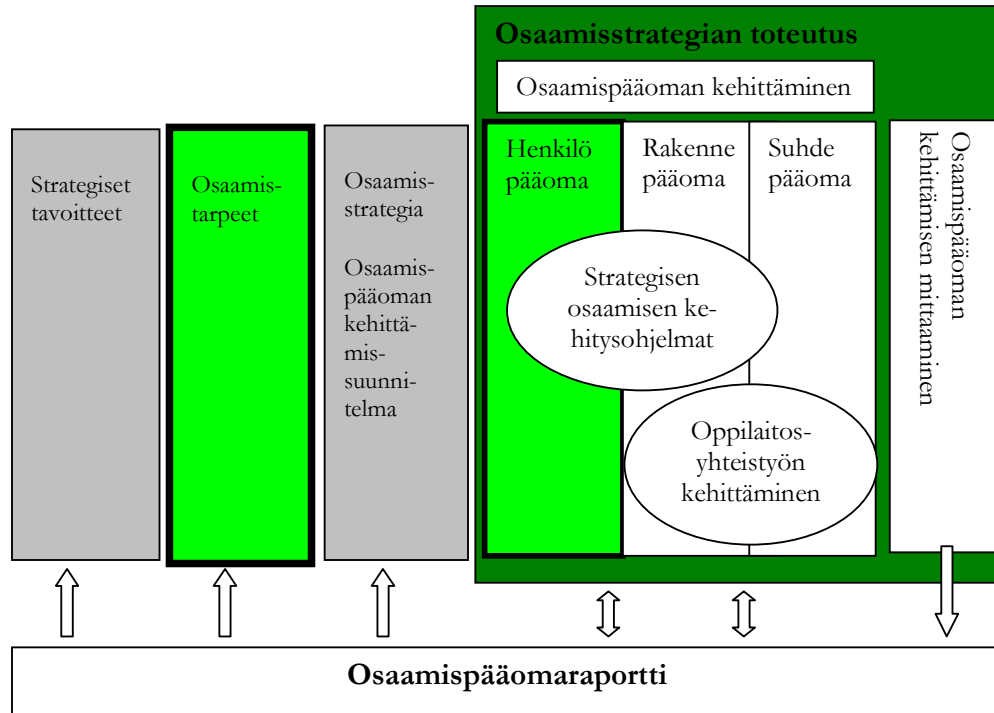 Osaamisstrategian toteutus
Osaamispääoman kehittäminen
Strategiset
tavoitteet
Osaamis-
tarpeet
Osaamis-
strategia
Osaamis-
pääoman
kehittä-
mis-
suunni-
telma
Henkilö
pääoma
Rakenne
pääoma
Suhde
pääoma
Strategisen
osaamisen ke-
hitysohjelmat
Oppilaitos-
yhteistyön
kehittäminen
Osaamispääoman
kehittämisen mittaaminen
Osaamispääomaraportti